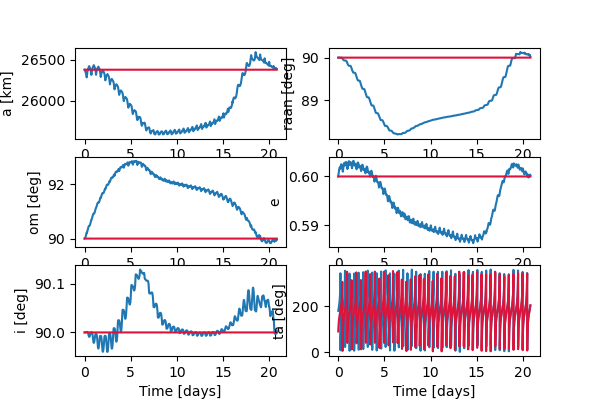 26500
26000
a [km]
0 5 10 15 20
90
89
raan [deg]
0 5 10 15 20
92
90
om [deg]
0 5 10 15 20
0.60
0.59
e
0 5 10 15 20
90.1
90.0
i [deg]
0 5 10 15 20
Time [days]
200
0
ta [deg]
0 5 10 15 20
Time [days]